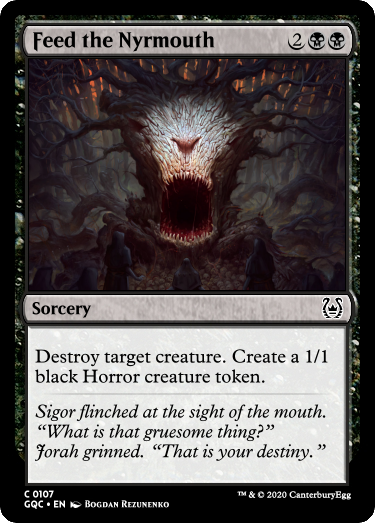 Feed the Nyrmouth 2
Sorcery
Destroy target creature. Create a 1/1
black Horror creature token.
Sigor flinched at the sight of the mouth.
“What is that gruesome thing?”
Jorah grinned. “That is your destiny.”
C 0107
™ & © 2020 CanterburyEgg
GQC • EN Bogdan Rezunenko